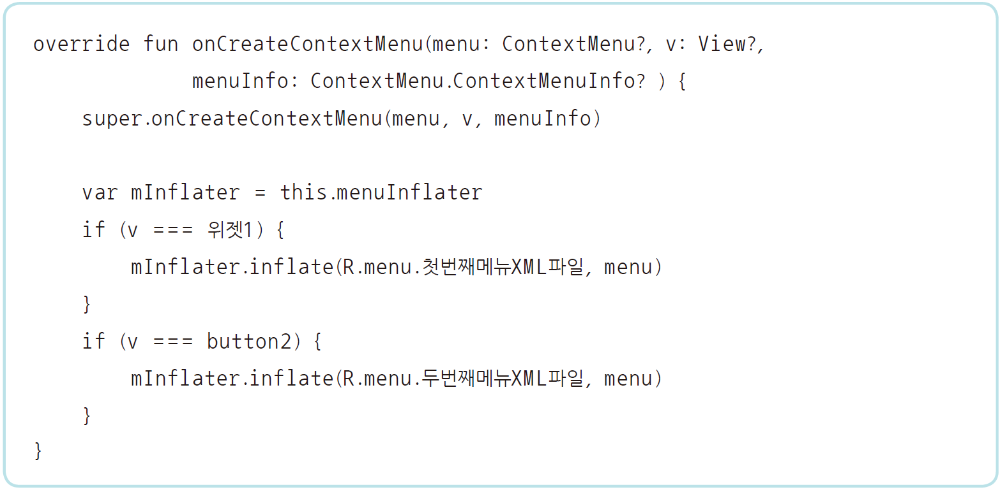 override fun onCreateContextMenu(menu: ContextMenu?, v: View?,
menuInfo: ContextMenu.ContextMenuInfo? ) {
super.onCreateContextMenu(menu, v, menuInfo)
var mInflater = this.menuInflater
if (v === 위젯1) {
mInflater.inflate(R.menu.첫번째메뉴XML파일, menu)
}
if (v === button2) {
mInflater.inflate(R.menu.두번째메뉴XML파일, menu)
}
}